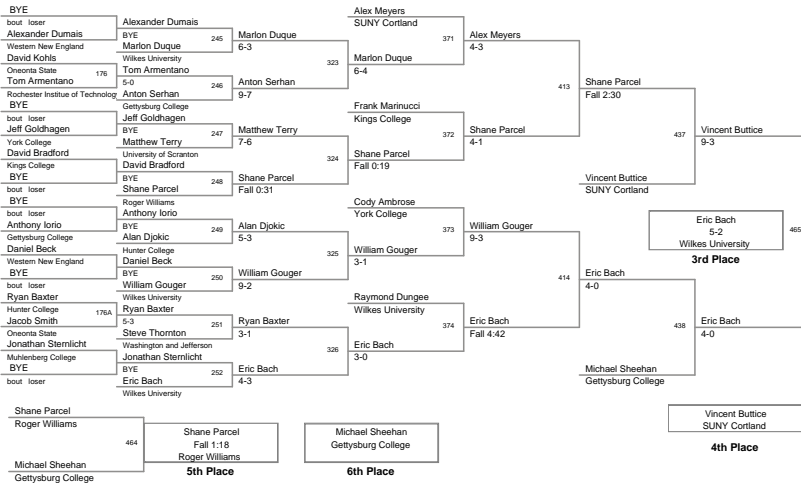 BYE
bout loser
Alexander Dumais
Western New England
David Kohls
Oneonta State
176
Tom Armentano
Rochester Institue of Technolog
BYE
bout loser
Jeff Goldhagen
York College
David Bradford
Kings College
BYE
bout loser
BYE
bout loser
Anthony Iorio
Gettysburg College
Daniel Beck
Western New England
BYE
bout loser
Ryan Baxter
Hunter College
176A
Jacob Smith
Oneonta State
Jonathan Sternlicht
Muhlenberg College
BYE
bout loser
Alexander Dumais
BYE
245
Marlon Duque
Wilkes University
Tom Armentano
5-0
246
Anton Serhan
Gettysburg College
Jeff Goldhagen
BYE
247
Matthew Terry
University of Scranton
David Bradford
BYE
248
Shane Parcel
Roger Williams
Anthony Iorio
BYE
249
Alan Djokic
Hunter College
Daniel Beck
BYE
250
William Gouger
Wilkes University
Ryan Baxter
5-3
251
Steve Thornton
Washington and Jefferson
Jonathan Sternlicht
BYE
252
Eric Bach
Wilkes University
Marlon Duque
6-3
323
Anton Serhan
9-7
Matthew Terry
7-6
324
Shane Parcel
Fall 0:31
Alan Djokic
5-3
325
William Gouger
9-2
Ryan Baxter
3-1
326
Eric Bach
4-3
Alex Meyers
SUNY Cortland
371
Marlon Duque
6-4
Frank Marinucci
Kings College
372
Shane Parcel
Fall 0:19
Cody Ambrose
York College
373
William Gouger
3-1
Raymond Dungee
Wilkes University
374
Eric Bach
3-0
Alex Meyers
4-3
413
Shane Parcel
4-1
William Gouger
9-3
414
Eric Bach
Fall 4:42
Shane Parcel
Fall 2:30
437
Vincent Buttice
SUNY Cortland
Eric Bach
4-0
438
Michael Sheehan
Gettysburg College
Vincent Buttice
9-3
Eric Bach
5-2
Wilkes University
465
3rd Place
Eric Bach
4-0
Vincent Buttice
SUNY Cortland
4th Place
Shane Parcel
Roger Williams
464
Michael Sheehan
Gettysburg College
Shane Parcel
Fall 1:18
Roger Williams
5th Place
Michael Sheehan
Gettysburg College
6th Place